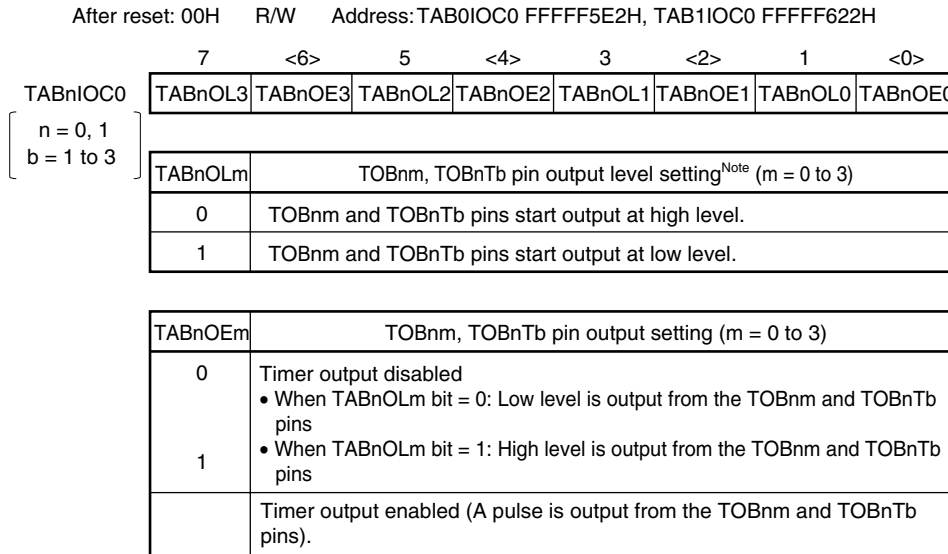 After reset: 00H R/W Address: TAB0IOC0 FFFFF5E2H, TAB1IOC0 FFFFF622H
7 <6> 5 <4> 3 <2> 1 <0>
TABnIOC0 TABnOL3 TABnOE3 TABnOL2 TABnOE2 TABnOL1 TABnOE1 TABnOL0 TABnOE0
n = 0, 1
b = 1 to 3
TABnOLm TOBnm, TOBnTb pin output level setting Note (m = 0 to 3)
0 TOBnm and TOBnTb pins start output at high level.
1 TOBnm and TOBnTb pins start output at low level.
TABnOEm TOBnm, TOBnTb pin output setting (m = 0 to 3)
0 Timer output disabled
• When TABnOLm bit = 0: Low level is output from the TOBnm and TOBnTb
pins
1 • When TABnOLm bit = 1: High level is output from the TOBnm and TOBnTb
pins
Timer output enabled (A pulse is output from the TOBnm and TOBnTb
pins).